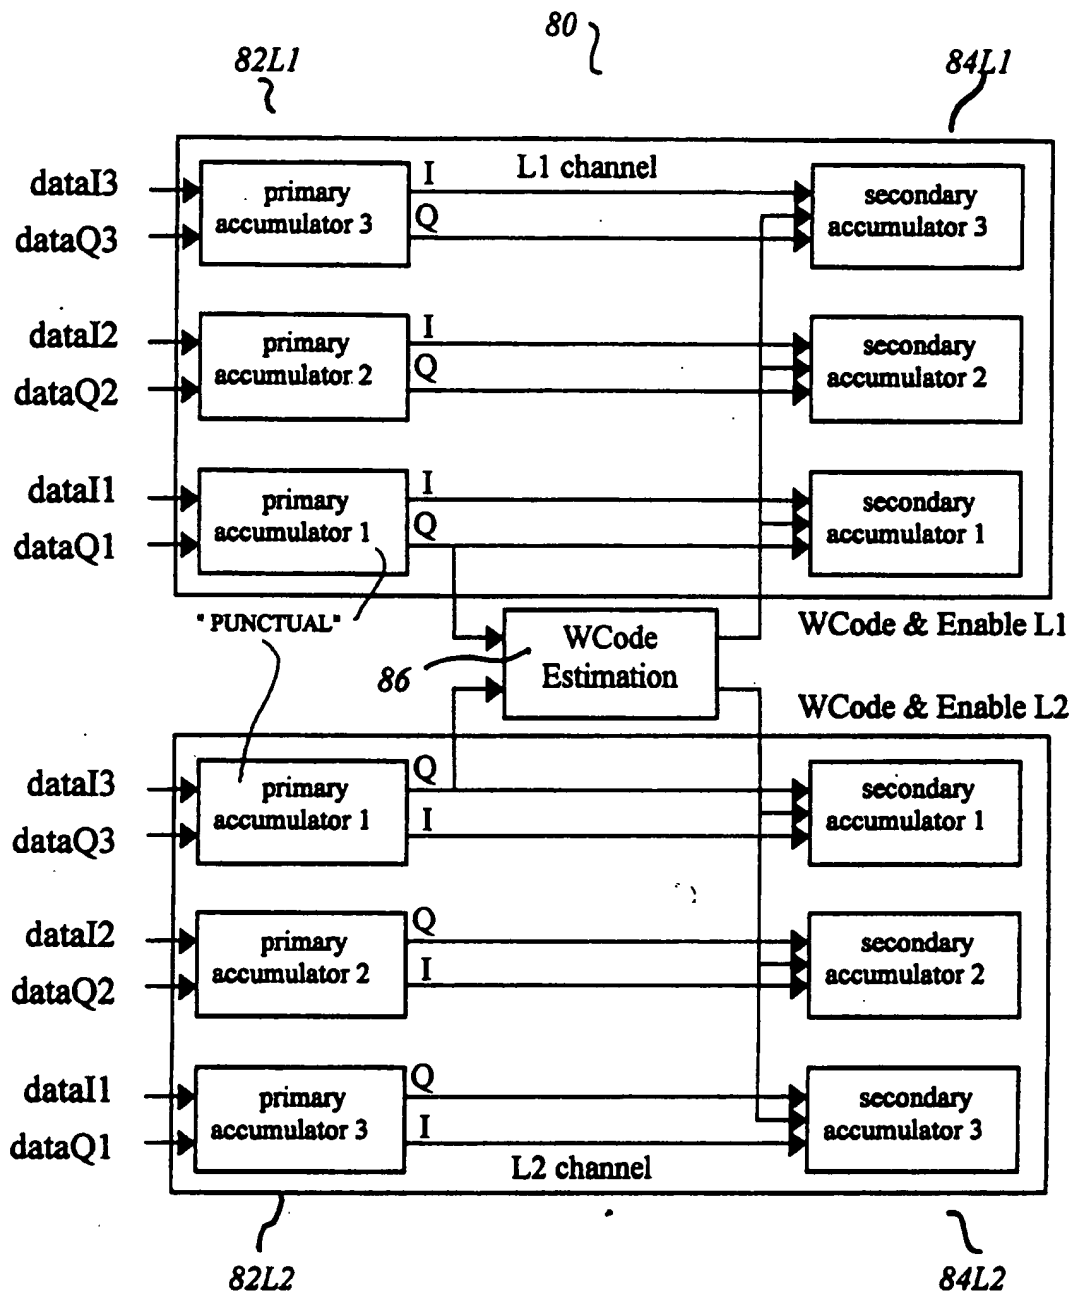 80
82L1
84L1
L1 channel
dataI3
dataQ3
primary
accumulator 3
I
Q
secondary
accumulator 3
dataI2
dataQ2
primary
accumulator 2
I
Q
secondary
accumulator 2
dataI1
dataQ1
primary
accumulator 1
I
Q
secondary
accumulator 1
"PUNCTUAL"
86
WCode
Estimation
WCode & Enable L1
WCode & Enable L2
dataI3
dataQ3
primary
accumulator 1
Q
I
secondary
accumulator 1
dataI2
dataQ2
primary
accumulator 2
Q
I
secondary
accumulator 2
dataI1
dataQ1
primary
accumulator 3
Q
I
secondary
accumulator 3
L2 channel
82L2
84L2